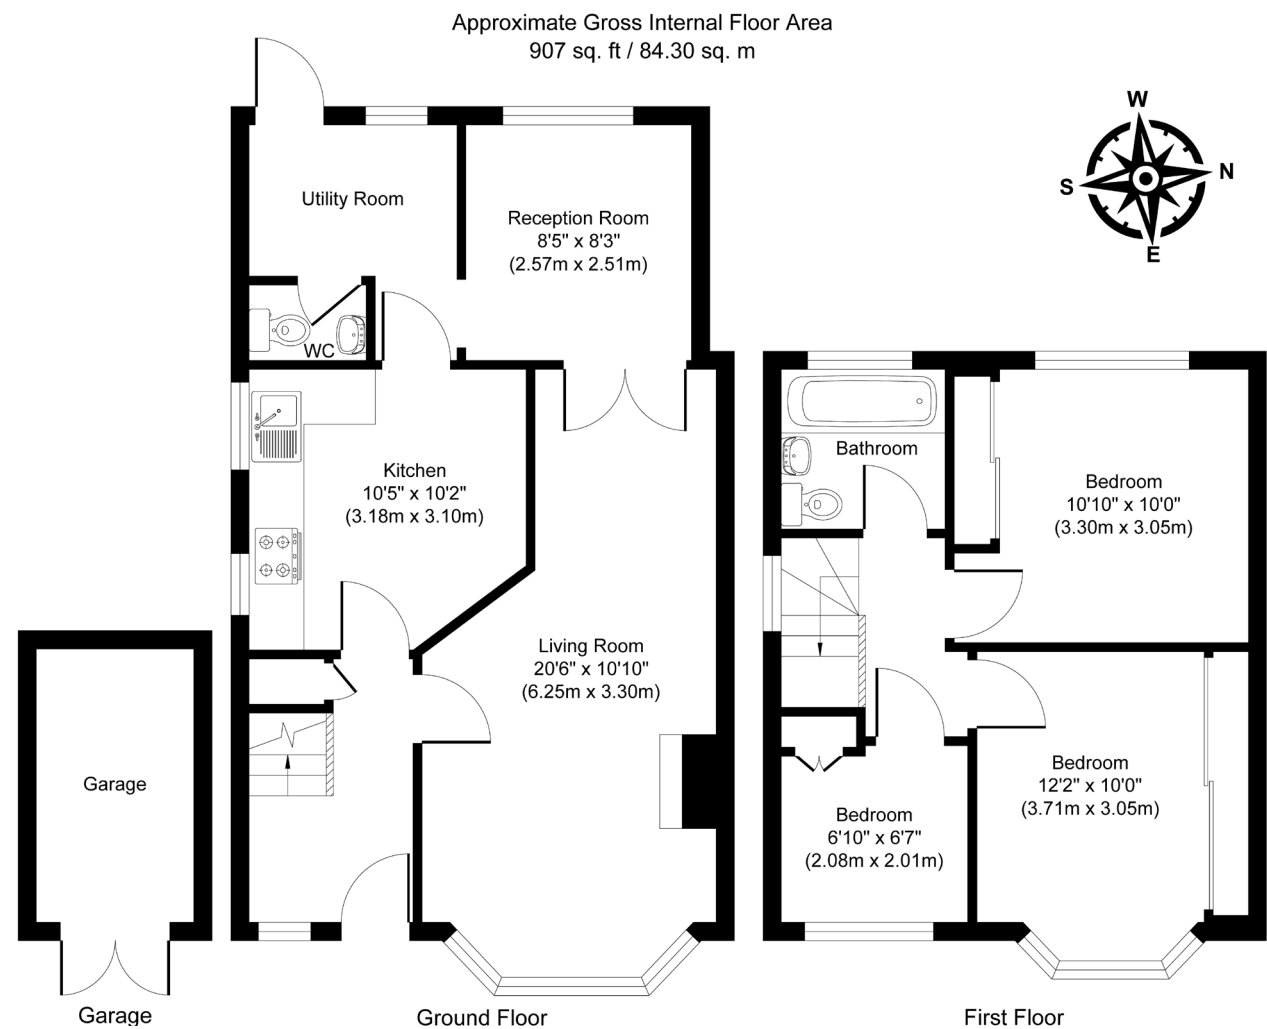 Approximate Gross Internal Floor Area
907 sq. ft / 84.30 sq. m
W
N
S
E
Utility Room
Reception Room
8'5" x 8'3"
(2.57m x 2.51m)
WC
Kitchen
10'5" x 10'2"
(3.18m x 3.10m)
Living Room
20'6" x 10'10"
(6.25m x 3.30m)
Bathroom
Bedroom
10'10" x 10'0"
(3.30m x 3.05m)
Bedroom
12'2" x 10'0"
(3.71m x 3.05m)
Bedroom
6'10" x 6'7"
(2.08m x 2.01m)
Garage
Garage
Ground Floor
First Floor